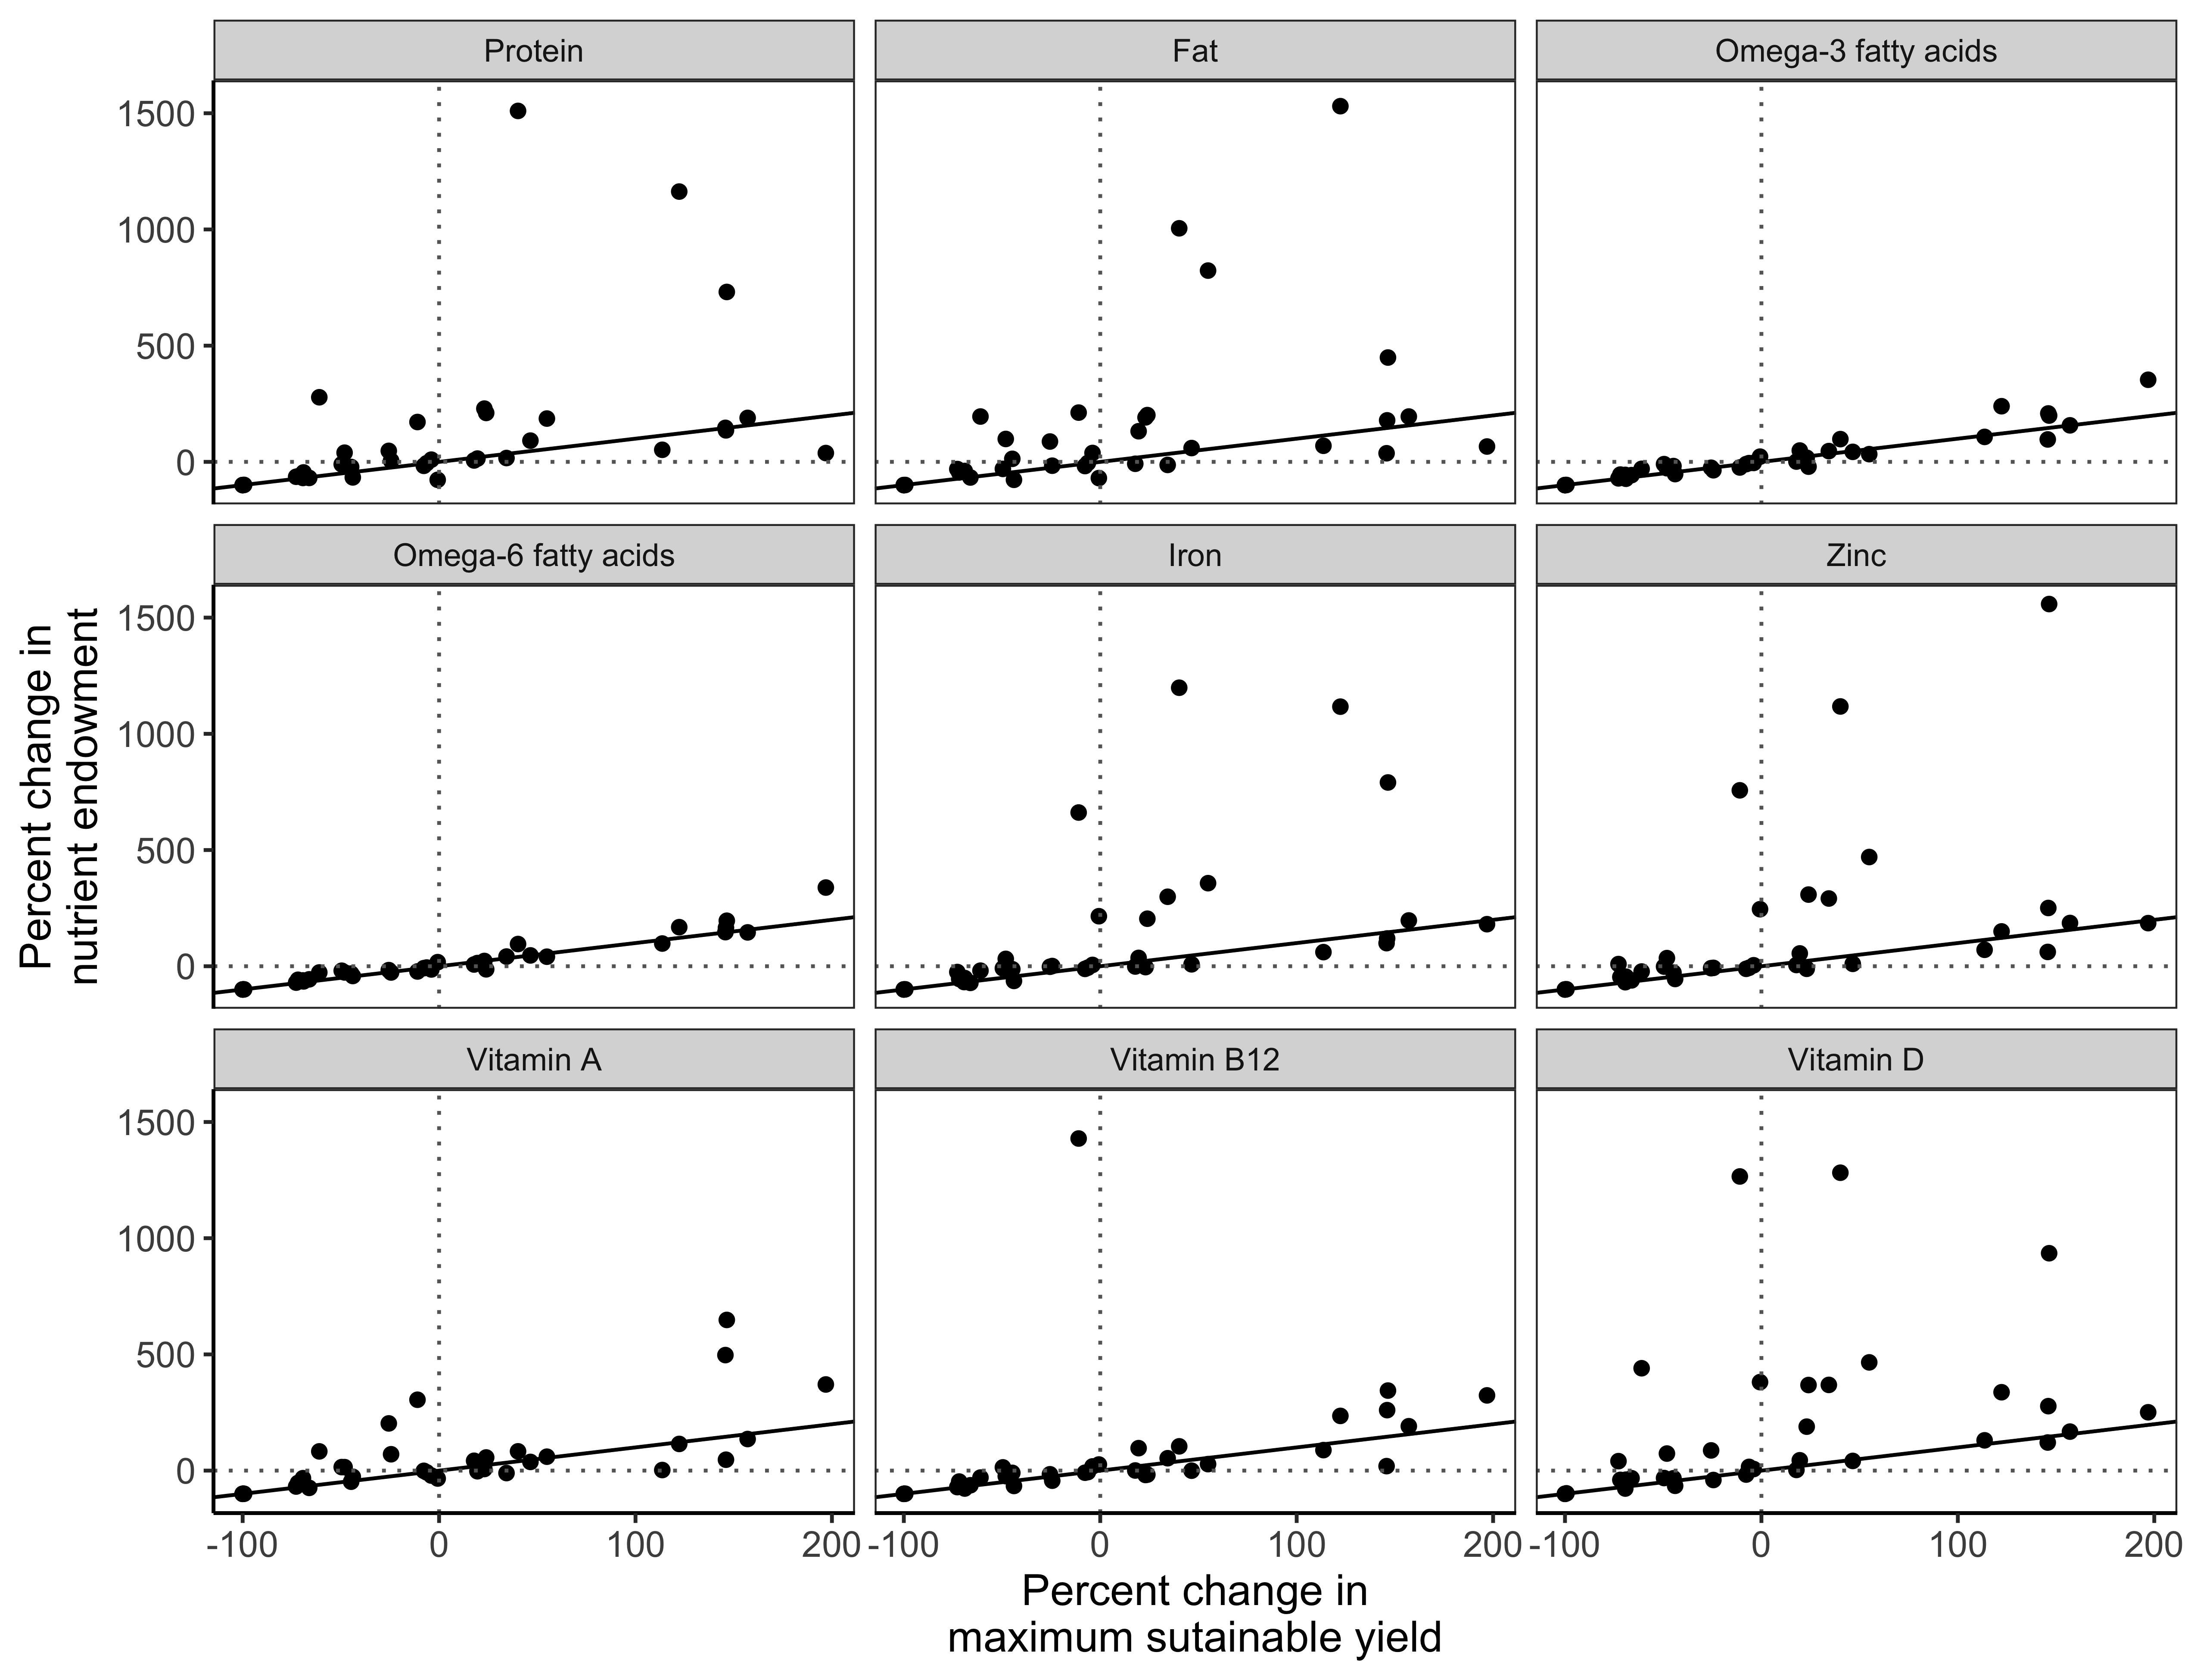 Protein
Fat
Omega-3 fatty acids
1500
1000
500
0
Omega-6 fatty acids
Iron
Zinc
1500
1000
500
0
Percent change in
nutrient endowment
Vitamin A
Vitamin B12
Vitamin D
1500
1000
500
0
-100 0 100 200 -100 0 100 200 -100 0 100 200
Percent change in
maximum sutainable yield